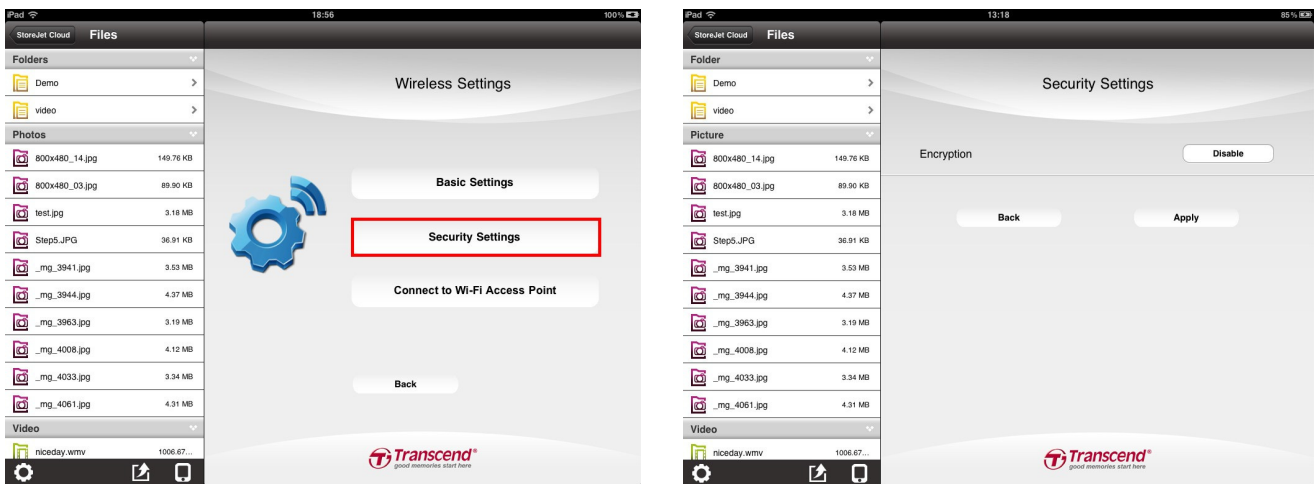 iPad 18:56 100%
StoreJet Cloud Files
Folders
Demo
video
Photos
800x480_14.jpg 149.76 KB
800x480_03.jpg 89.90 KB
test.jpg 3.18 MB
Step5.JPG 36.91 KB
_mg_3941.jpg 3.53 MB
_mg_3944.jpg 4.37 MB
_mg_3963.jpg 3.19 MB
_mg_4008.jpg 4.12 MB
_mg_4033.jpg 3.34 MB
_mg_4061.jpg 4.31 MB
Video
niceday.wmv 1006.67...
Wireless Settings
Basic Settings
Security Settings
Connect to Wi-Fi Access Point
Back
Transcend®
good memories start here
iPad 13:18 85%
StoreJet Cloud Files
Folder
Demo
video
Picture
800x480_14.jpg 149.76 KB
800x480_03.jpg 89.90 KB
test.jpg 3.18 MB
Step5.JPG 36.91 KB
_mg_3941.jpg 3.53 MB
_mg_3944.jpg 4.37 MB
_mg_3963.jpg 3.19 MB
_mg_4008.jpg 4.12 MB
_mg_4033.jpg 3.34 MB
_mg_4061.jpg 4.31 MB
Video
niceday.wmv 1006.67...
Security Settings
Encryption Disable
Back Apply
Transcend®
good memories start here